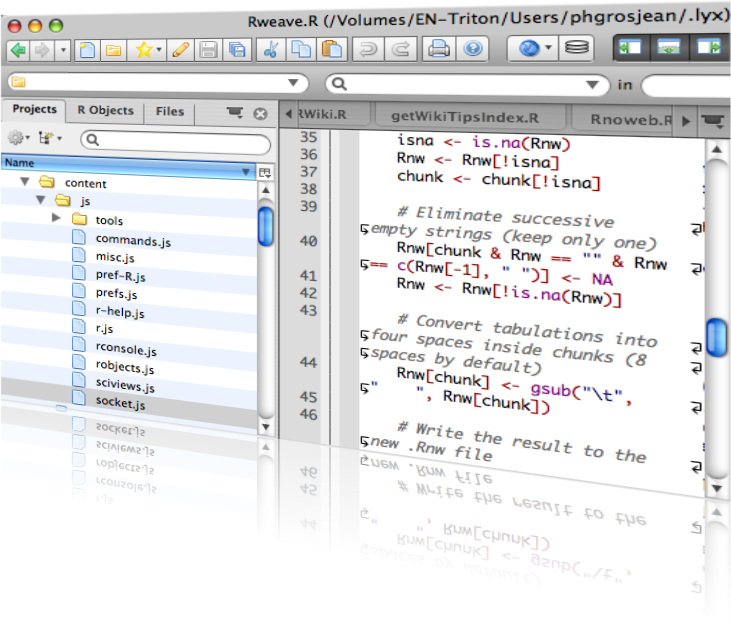 Rweave.R (/Volumes/EN-Triton/Users/phgrosjean/.lyx)
in
Projects
R Objects
Files
Name
content
js
tools
commands.js
misc.js
pref-R.js
prefs.js
r-help.js
r.js
rconsole.js
robjects.js
sciviews.js
socket.js
RWiki.R
getWikiTipsIndex.R
Rnoweb.R
35 isna <- is.na(Rnw)
36 Rnw <- Rnw[!isna]
37 chunk <- chunk[!isna]
38
39 # Eliminate successive
empty strings (keep only one)
40 Rnw[chunk & Rnw == "" & Rnw
== c(Rnw[-1], " ")] <- NA
41 Rnw <- Rnw[!is.na(Rnw)]
42
43 # Convert tabulations into
four spaces inside chunks (8
spaces by default)
44 Rnw[chunk] <- gsub("\t",
"    ", Rnw[chunk])
45
46 # Write the result to the
new .Rnw file